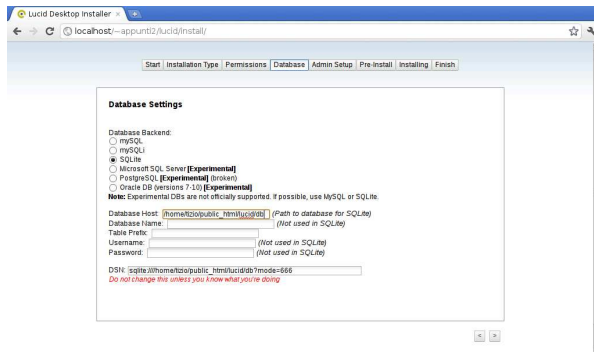 Lucid Desktop Installer
localhost/~appunti2/lucid/install/
Start Installation Type Permissions Database Admin Setup Pre-Install Installing Finish
Database Settings
Database Backend:
mySQL
mySQLi
SQLite
Microsoft SQL Server [Experimental]
PostgreSQL [Experimental] (broken)
Oracle DB (versions 7-10) [Experimental]
Note: Experimental DBs are not officially supported. If possible, use MySQL or SQLite.
Database Host: /home/tizio/public_html/lucid/db (Path to database for SQLite)
Database Name: (Not used in SQLite)
Table Prefix:
Username: (Not used in SQLite)
Password: (Not used in SQLite)
DSN: sqlite:////home/tizio/public_html/lucid/db?mode=666
Do not change this unless you know what you're doing
< >